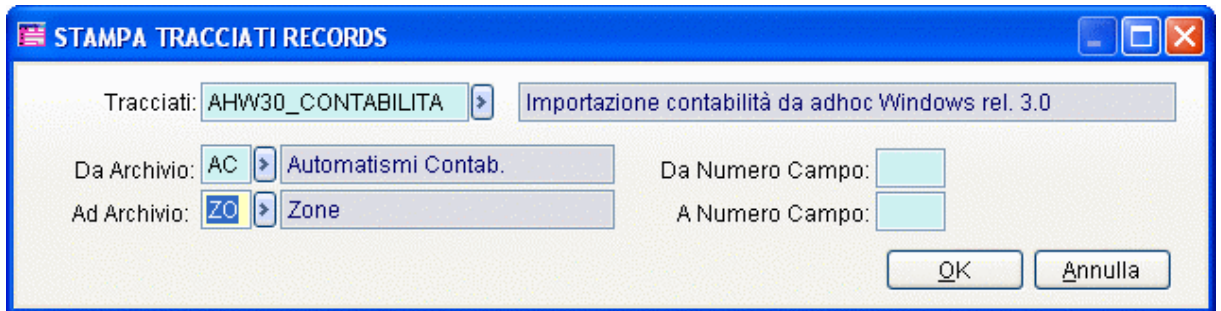 STAMPA TRACCIATI RECORDS
Tracciati: AHW30_CONTABILITA Importazione contabilità da adhoc Windows rel. 3.0
Da Archivio: AC Automatismi Contab. Da Numero Campo:
Ad Archivio: ZO Zone A Numero Campo:
OK Annulla